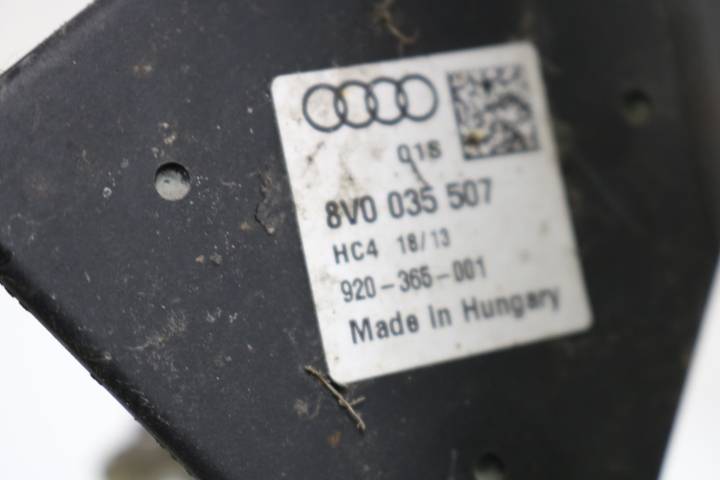 018
8V0 035 507
HC4 18/13
920-365-001
Made in Hungary